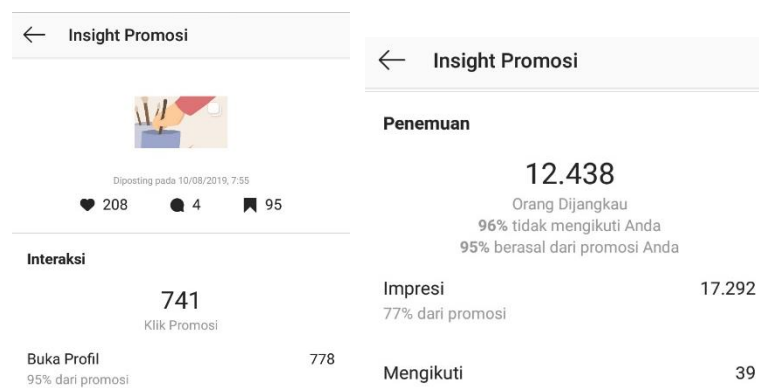 Insight Promosi
Diposting pada 10/08/2019, 7:55
208 4 95
Interaksi
741
Klik Promosi
Buka Profil 778
95% dari promosi
Insight Promosi
Penemuan
12.438
Orang Dijangkau
96% tidak mengikuti Anda
95% berasal dari promosi Anda
Impresi 17.292
77% dari promosi
Mengikuti 39